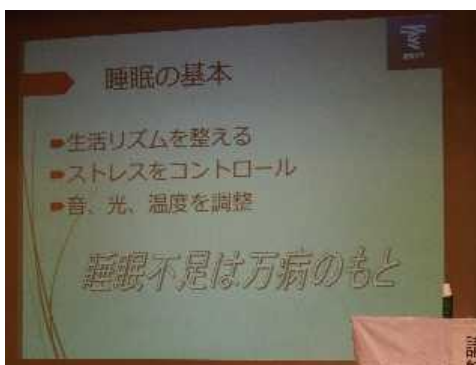 睡眠の基本
生活リズムを整える
ストレスをコントロール
音、光、温度を調整
睡眠不足は万病のもと